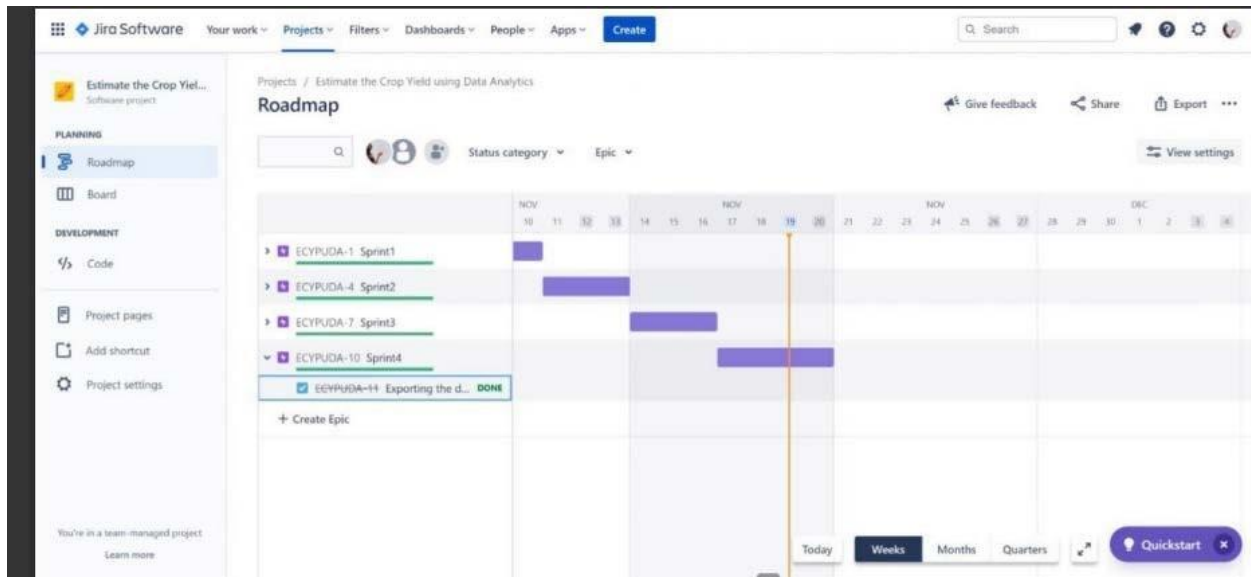 Jira Software Your work Projects Filters Dashboards People Apps Create Search
Estimate the Crop Yiel...
Software project
PLANNING
Roadmap
Board
DEVELOPMENT
Code
Project pages
Add shortcut
Project settings
You're in a team-managed project
Learn more
Projects / Estimate the Crop Yield using Data Analytics
Roadmap
Give feedback Share Export
Status category Epic View settings
NOV NOV NOV DEC
10 11 12 13 14 15 16 17 18 19 20 21 22 23 24 25 26 27 28 29 30 1 2 3 4
ECYPUDA-1 Sprint1
ECYPUDA-4 Sprint2
ECYPUDA-7 Sprint3
ECYPUDA-10 Sprint4
ECYPUDA-11 Exporting the d... DONE
+ Create Epic
Today Weeks Months Quarters Quickstart